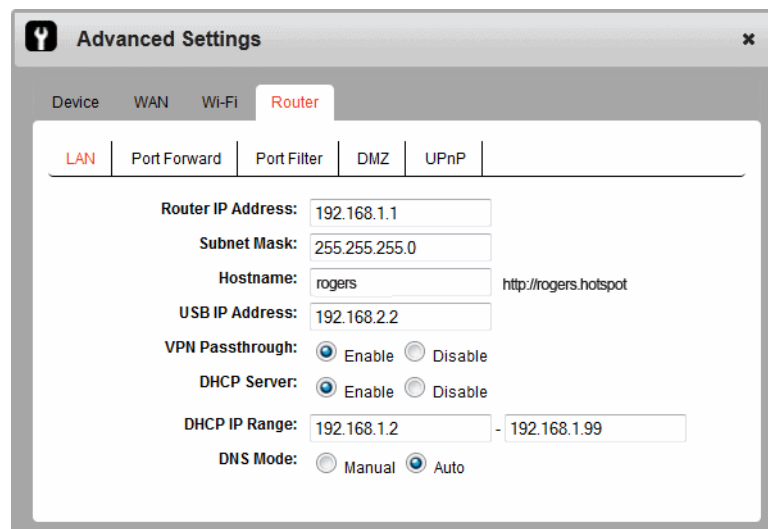 Advanced Settings
Device WAN Wi-Fi Router
LAN Port Forward Port Filter DMZ UPnP
Router IP Address: 192.168.1.1
Subnet Mask: 255.255.255.0
Hostname: rogers http://rogers.hotspot
USB IP Address: 192.168.2.2
VPN Passthrough: Enable Disable
DHCP Server: Enable Disable
DHCP IP Range: 192.168.1.2 - 192.168.1.99
DNS Mode: Manual Auto